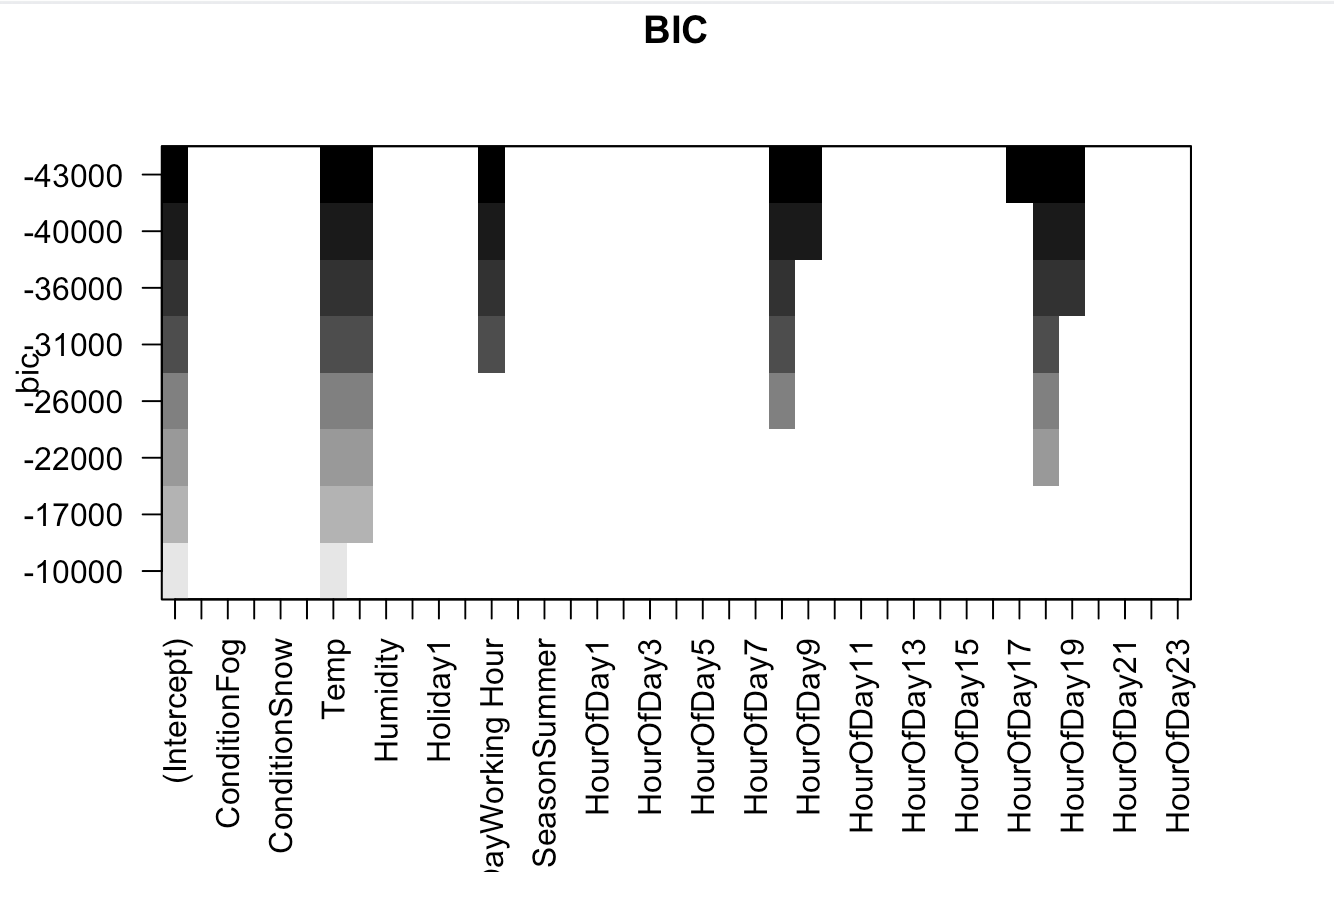 BIC
bic
-43000
-40000
-36000
-31000
-26000
-22000
-17000
-10000
(Intercept)
ConditionFog
ConditionSnow
Temp
Humidity
Holiday1
DayWorking Hour
SeasonSummer
HourOfDay1
HourOfDay3
HourOfDay5
HourOfDay7
HourOfDay9
HourOfDay11
HourOfDay13
HourOfDay15
HourOfDay17
HourOfDay19
HourOfDay21
HourOfDay23